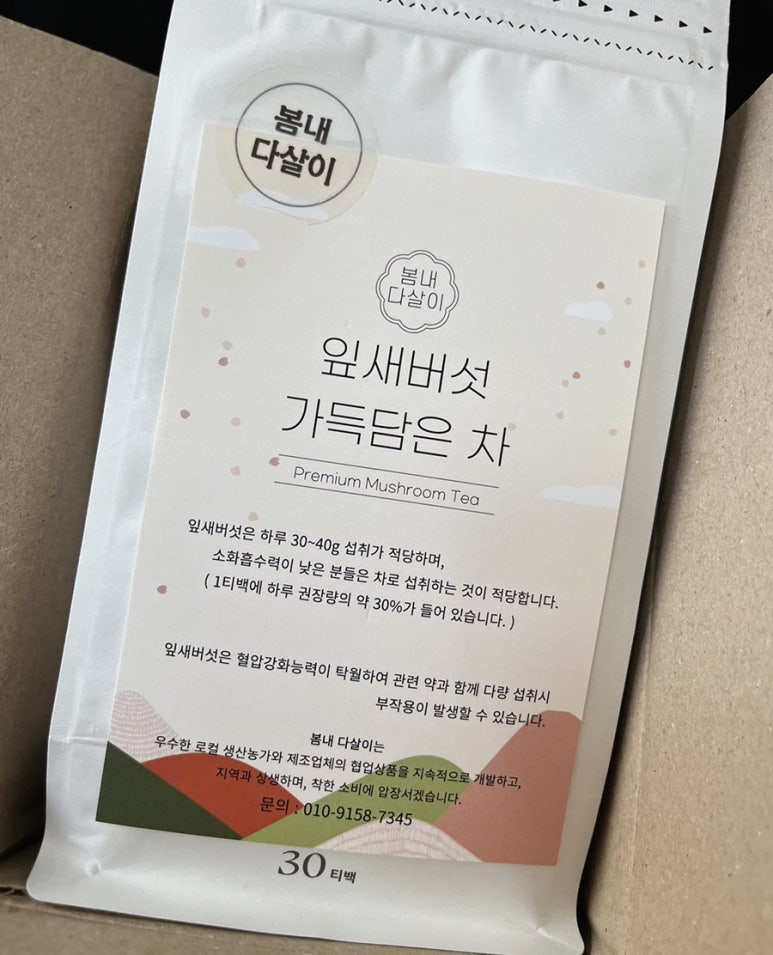 봄내
다살이
봄내
다살이
잎새버섯
가득담은 차
Premium Mushroom Tea
잎새버섯은 하루 30~40g 섭취가 적당하며,
소화흡수력이 낮은 분들은 차로 섭취하는 것이 적당합니다.
( 1티백에 하루 권장량의 약 30%가 들어 있습니다. )
잎새버섯은 혈압강화능력이 탁월하여 관련 약과 함께 다량 섭취시
부작용이 발생할 수 있습니다.
봄내 다살이는
우수한 로컬 생산농가와 제조업체의 협업상품을 지속적으로 개발하고,
지역과 상생하며, 착한 소비에 압장서겠습니다.
문의 : 010-9158-7345
30 티백